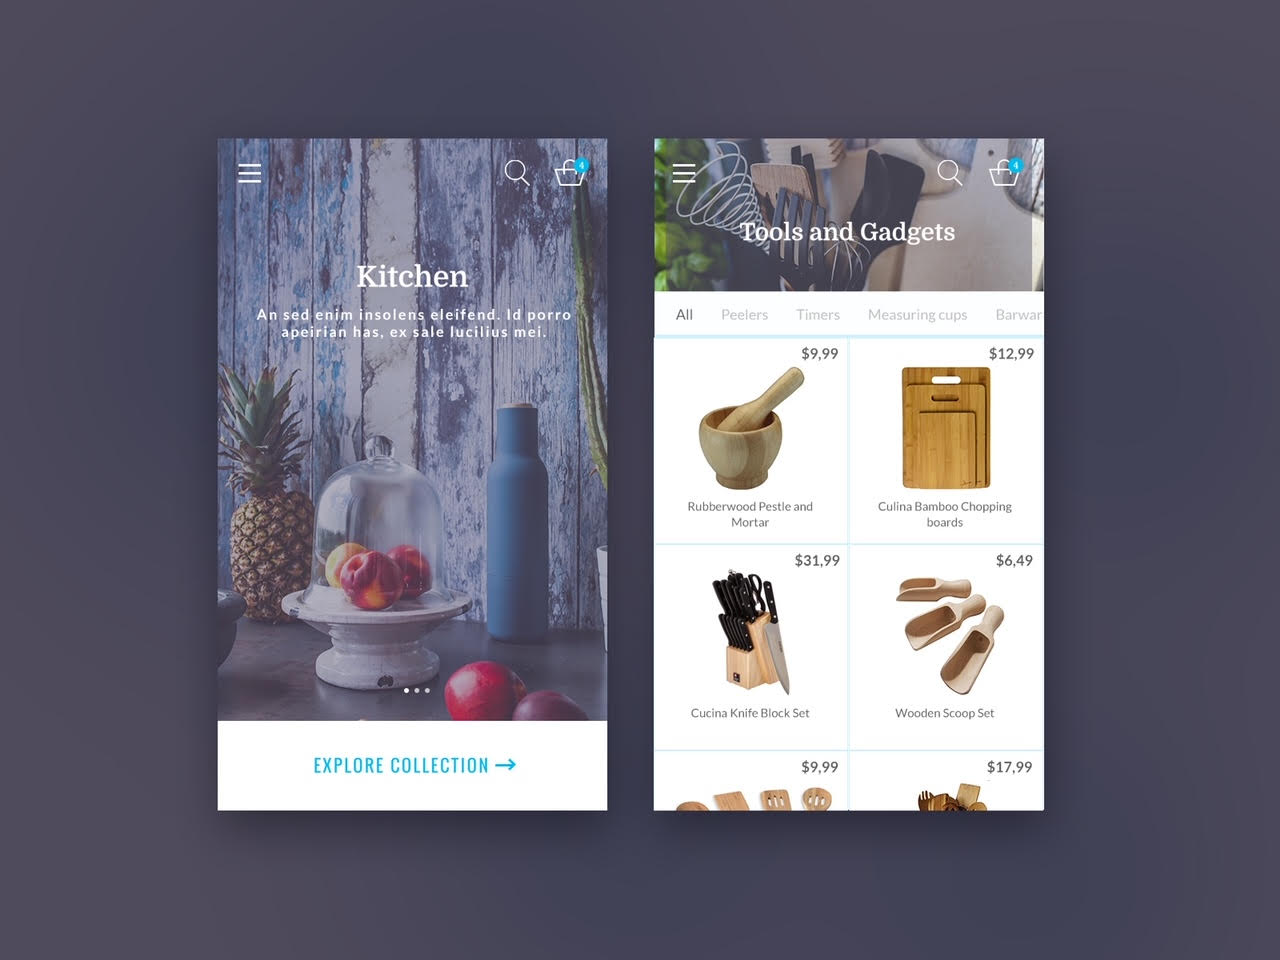 4
Kitchen
An sed enim insolens eleifend. Id porro
apeirian has, ex sale lucilius mei.
EXPLORE COLLECTION
4
Tools and Gadgets
All Peelers Timers Measuring cups Barwar
$9,99
Rubberwood Pestle and
Mortar
$12,99
Culina Bamboo Chopping
boards
$31,99
Cucina Knife Block Set
$6,49
Wooden Scoop Set
$9,99
$17,99